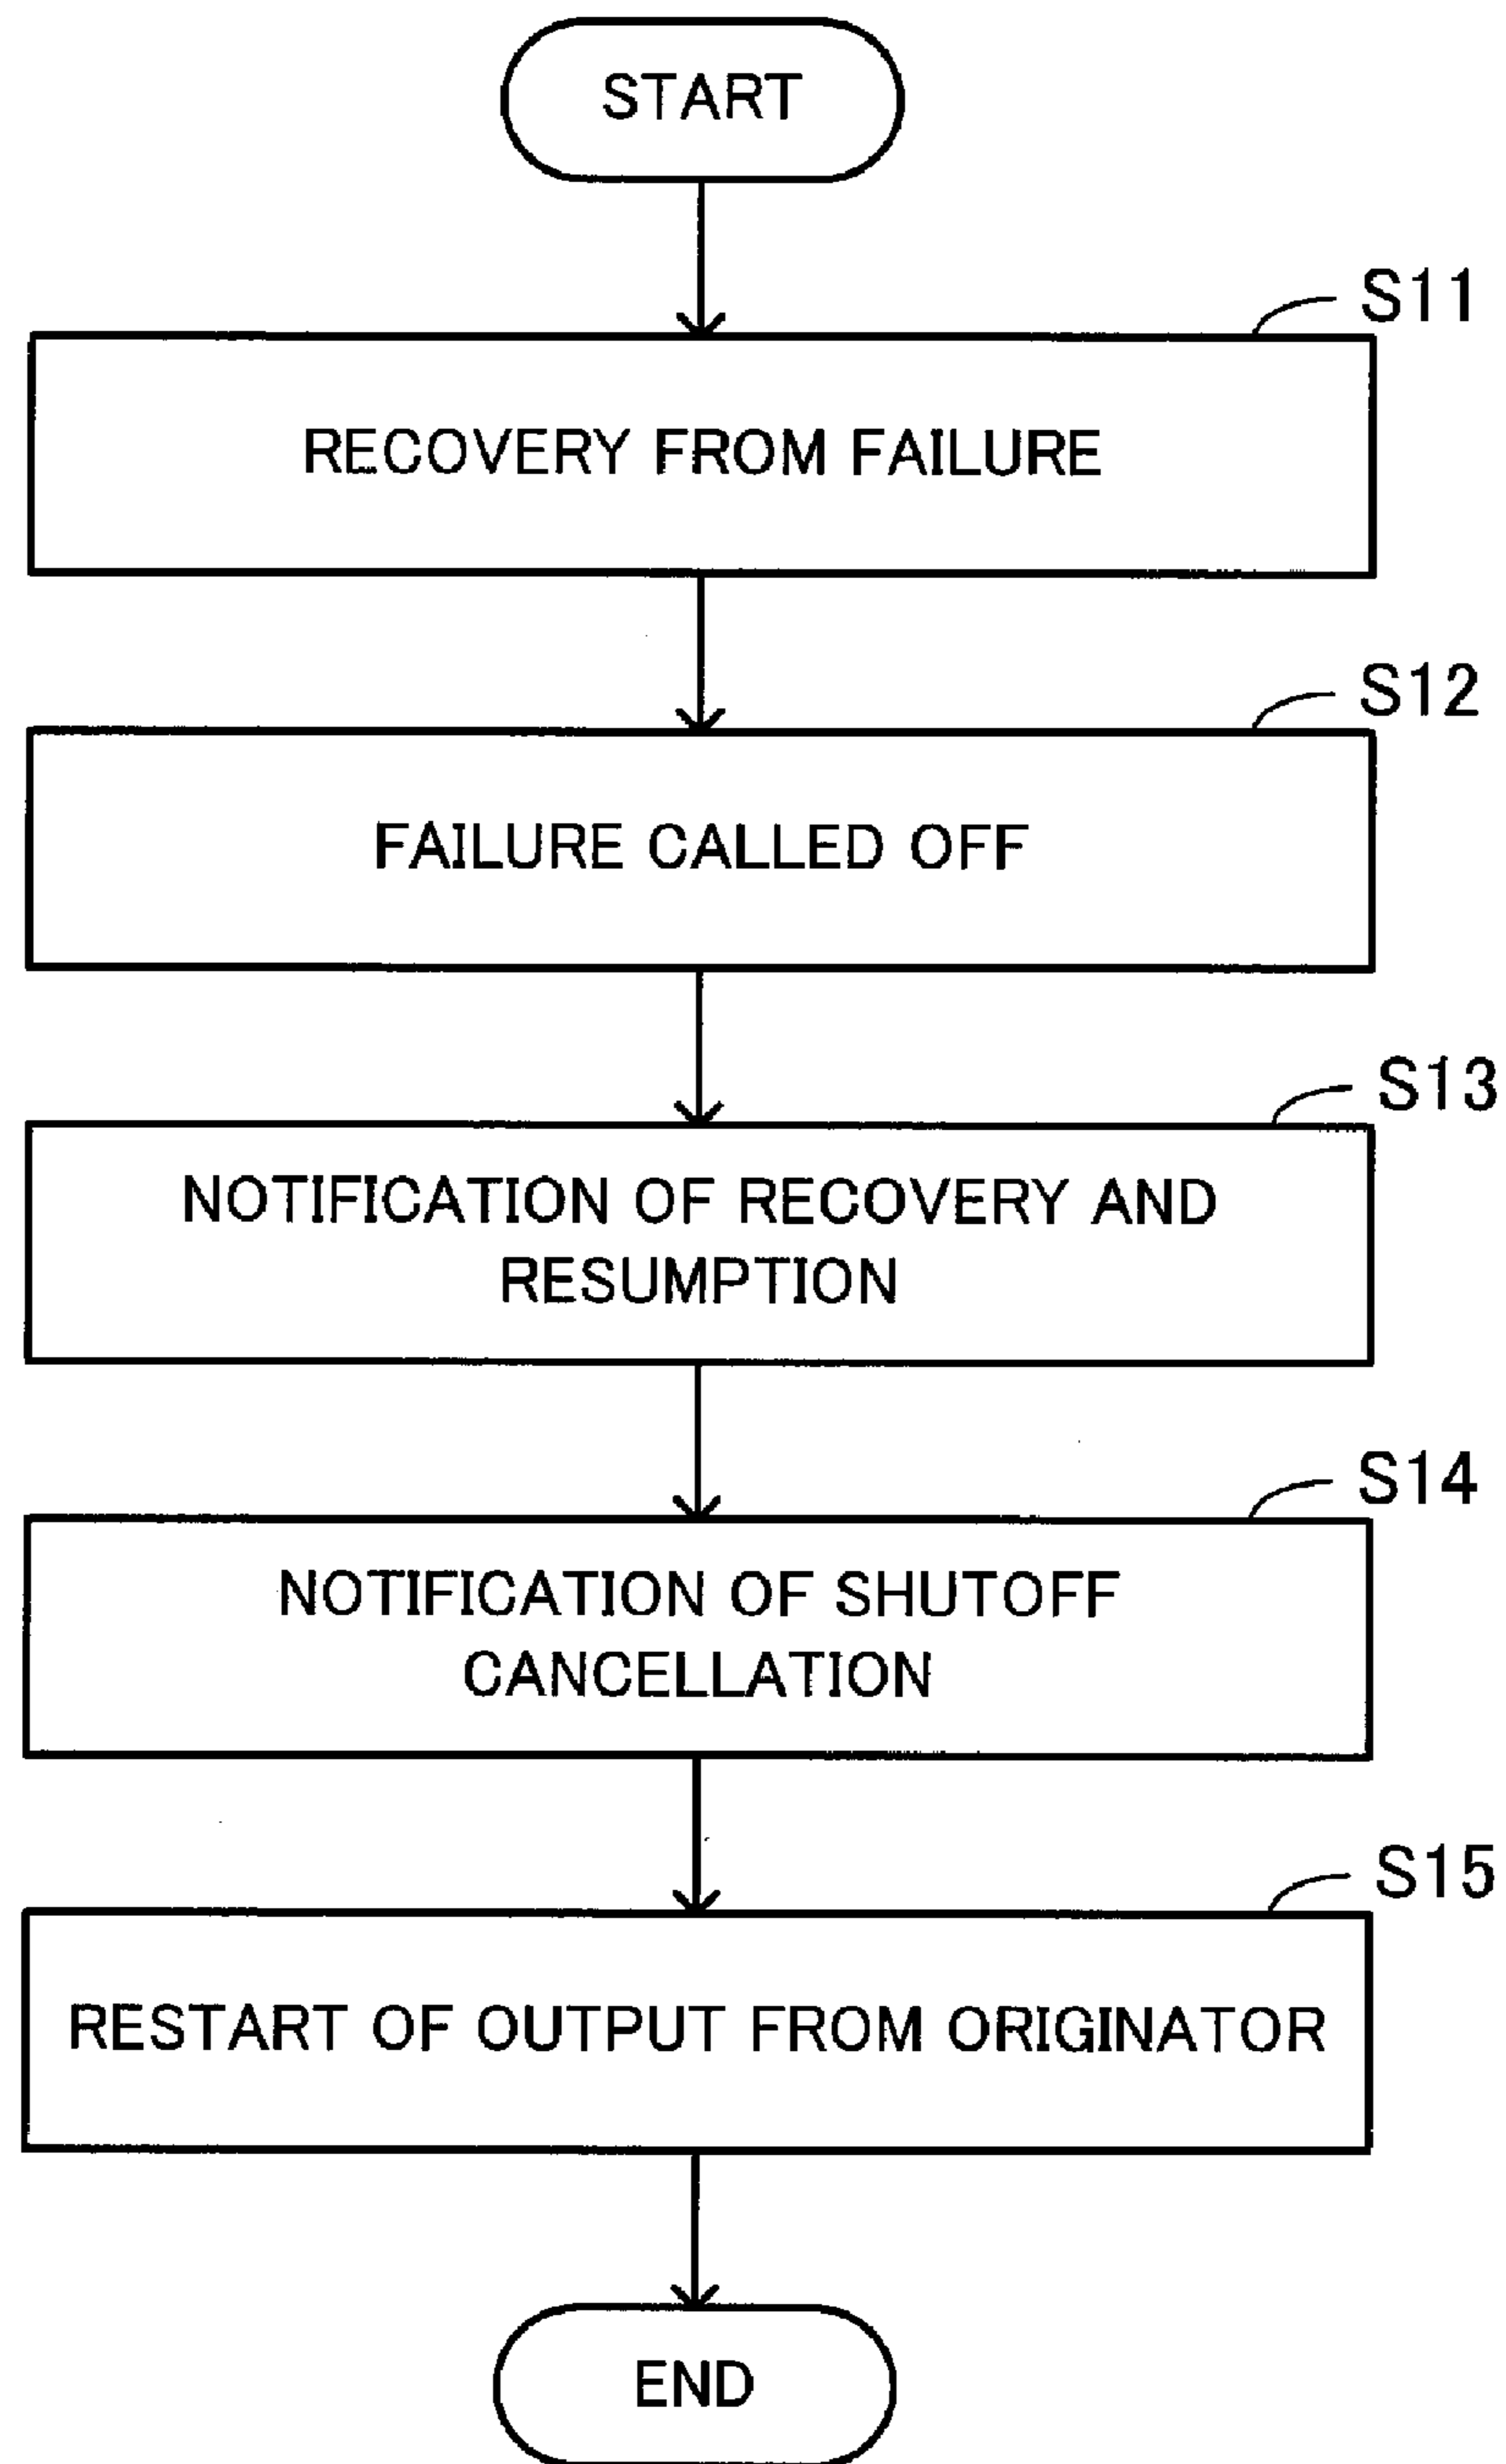 START
S11
RECOVERY FROM FAILURE
S12
FAILURE CALLED OFF
S13
NOTIFICATION OF RECOVERY AND
RESUMPTION
S14
NOTIFICATION OF SHUTOFF
CANCELLATION
S15
RESTART OF OUTPUT FROM ORIGINATOR
END